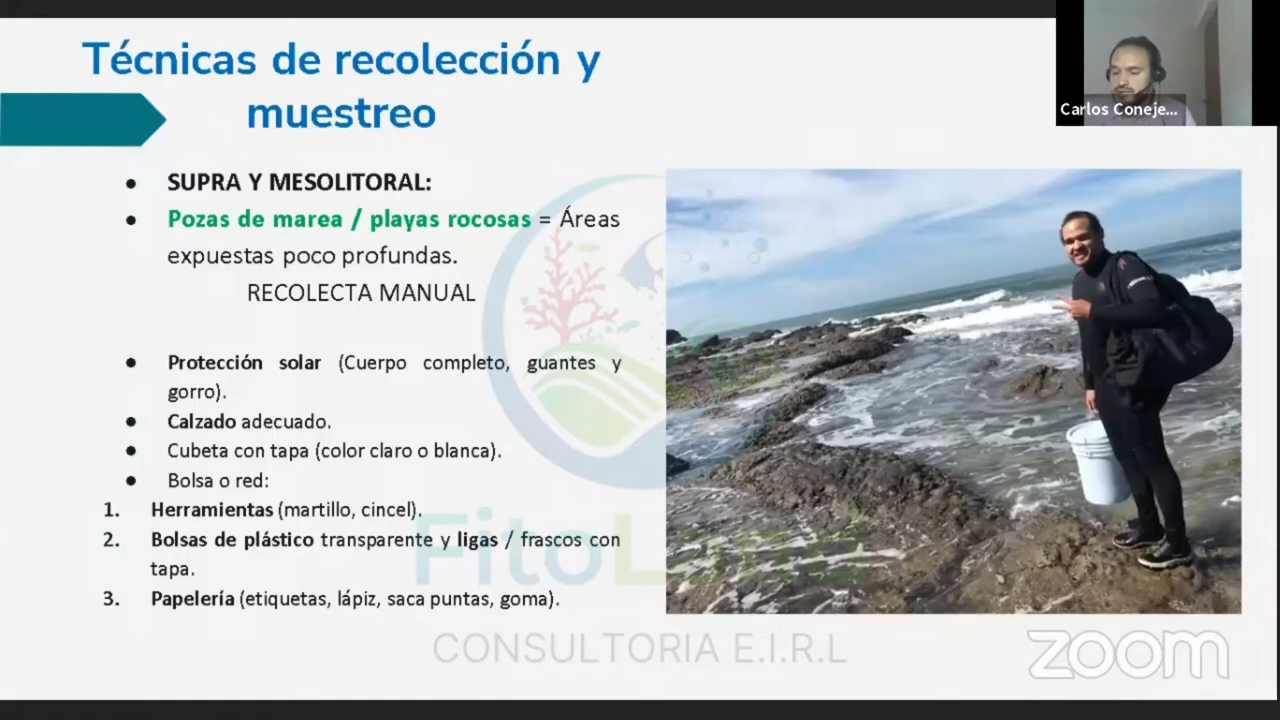 Técnicas de recolección y
muestreo
Carlos Coneje...
• SUPRA Y MESOLITORAL:
• Pozas de marea / playas rocosas = Áreas
expuestas poco profundas.
RECOLECTA MANUAL
• Protección solar (Cuerpo completo, guantes y
gorro).
• Calzado adecuado.
• Cubeta con tapa (color claro o blanca).
• Bolsa o red:
1. Herramientas (martillo, cincel).
2. Bolsas de plástico transparente y ligas / frascos con
tapa.
3. Papelería (etiquetas, lápiz, saca puntas, goma).
CONSULTORIA E.I.R.L
zoom